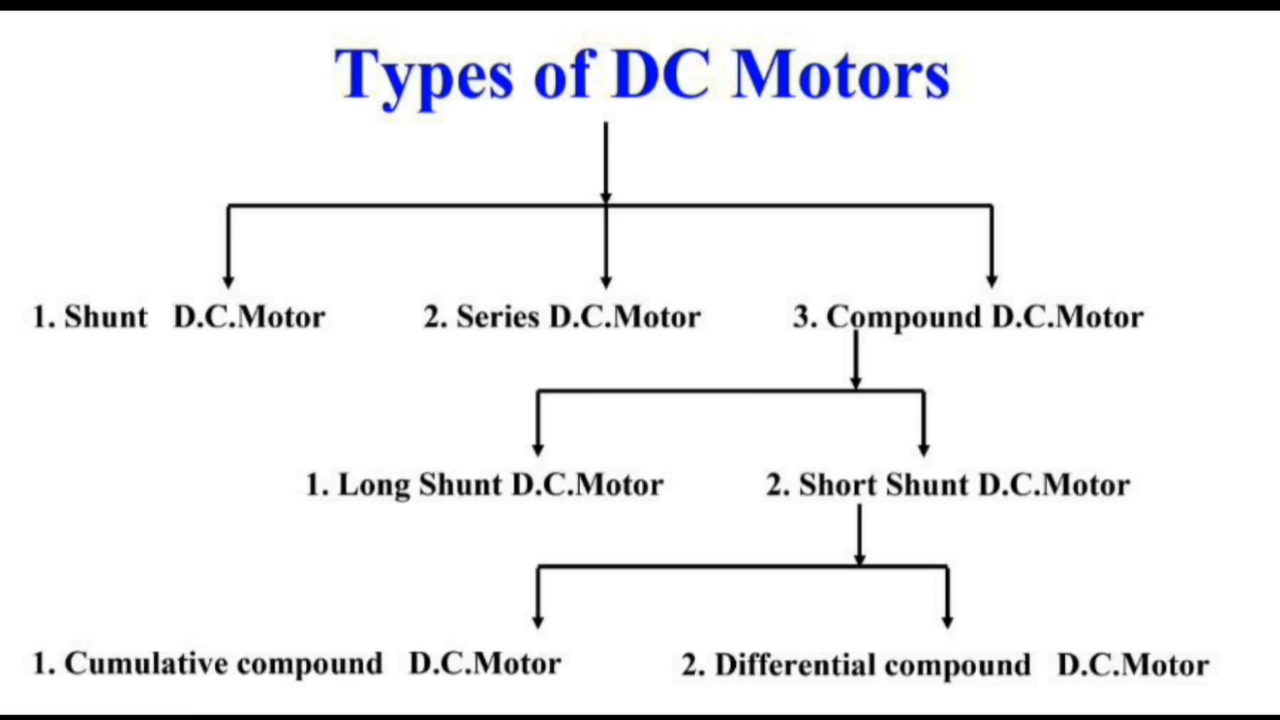 Types of DC Motors
1. Shunt D.C.Motor
2. Series D.C.Motor
3. Compound D.C.Motor
1. Long Shunt D.C.Motor
2. Short Shunt D.C.Motor
1. Cumulative compound D.C.Motor
2. Differential compound D.C.Motor